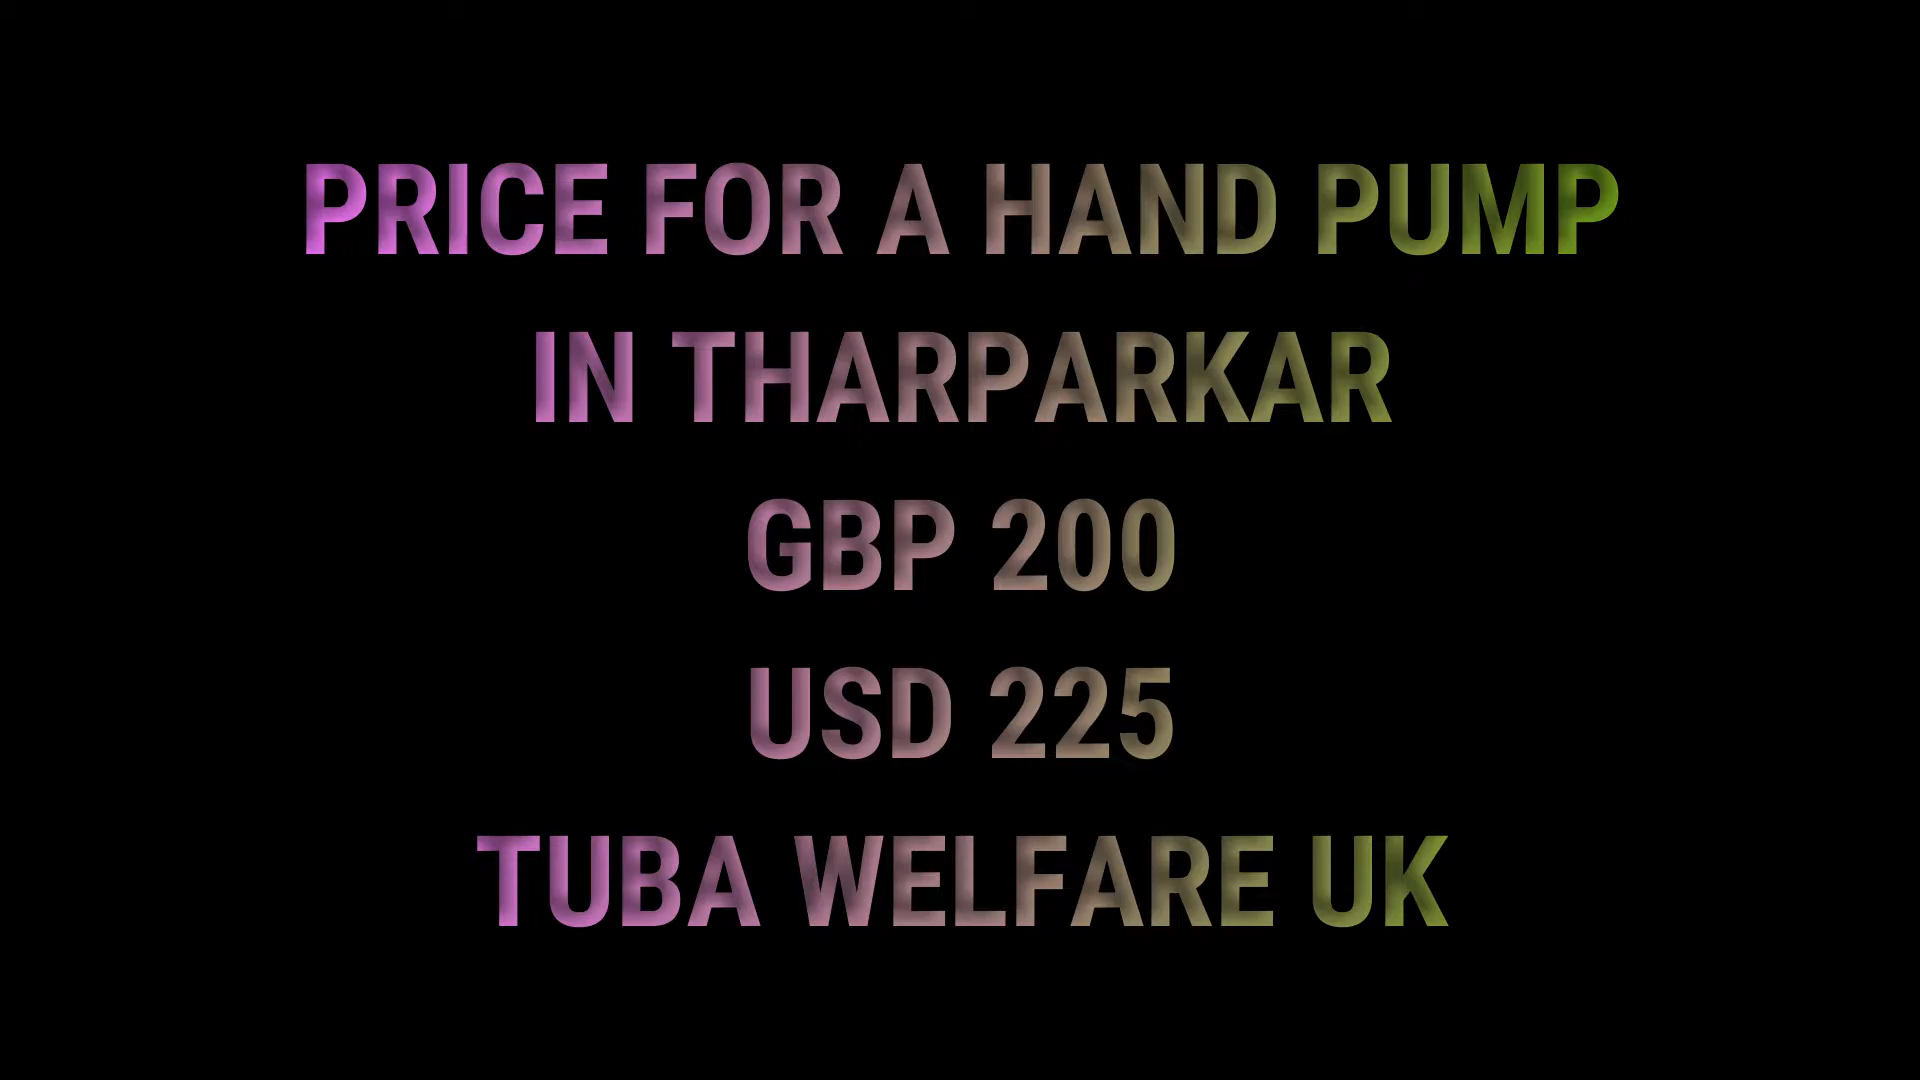 PRICE FOR A HAND PUMP
IN THARPARKAR
GBP 200
USD 225
TUBA WELFARE UK